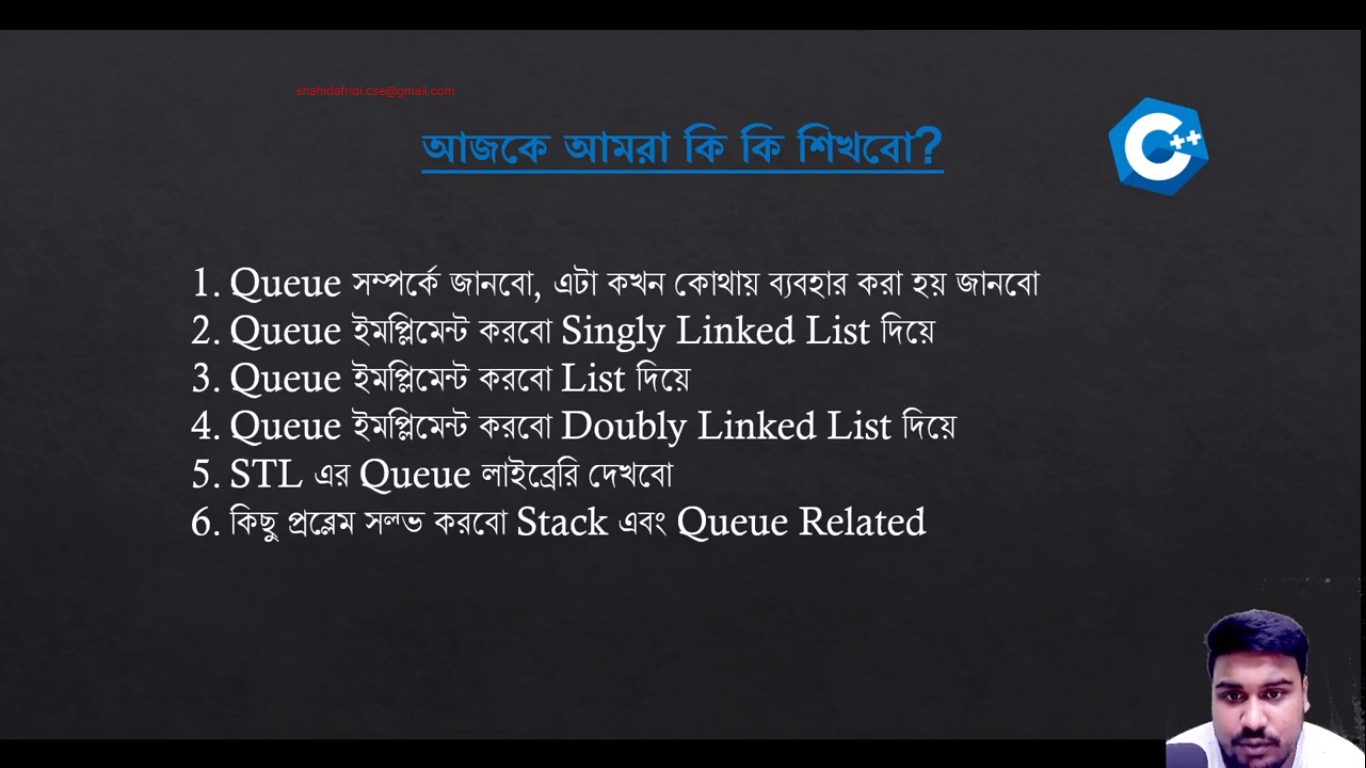 shahidafridi.cse@gmail.com
আজকে আমরা কি কি শিখবো?
C++
1. Queue সম্পর্কে জানবো, এটা কখন কোথায় ব্যবহার করা হয় জানবো
2. Queue ইমপ্লিমেন্ট করবো Singly Linked List দিয়ে
3. Queue ইমপ্লিমেন্ট করবো List দিয়ে
4. Queue ইমপ্লিমেন্ট করবো Doubly Linked List দিয়ে
5. STL এর Queue লাইব্রেরি দেখবো
6. কিছু প্রব্লেম সল্ভ করবো Stack এবং Queue Related